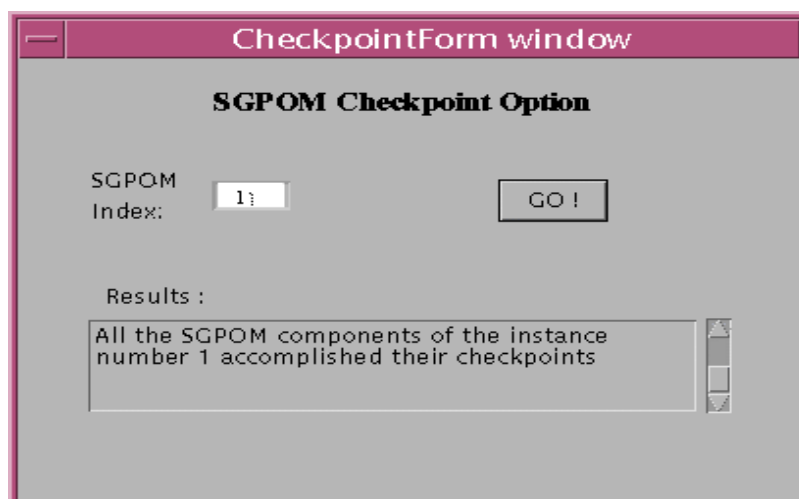 CheckpointForm window
SGPOM Checkpoint Option
SGPOM
Index:
1
GO !
Results :
All the SGPOM components of the instance
number 1 accomplished their checkpoints